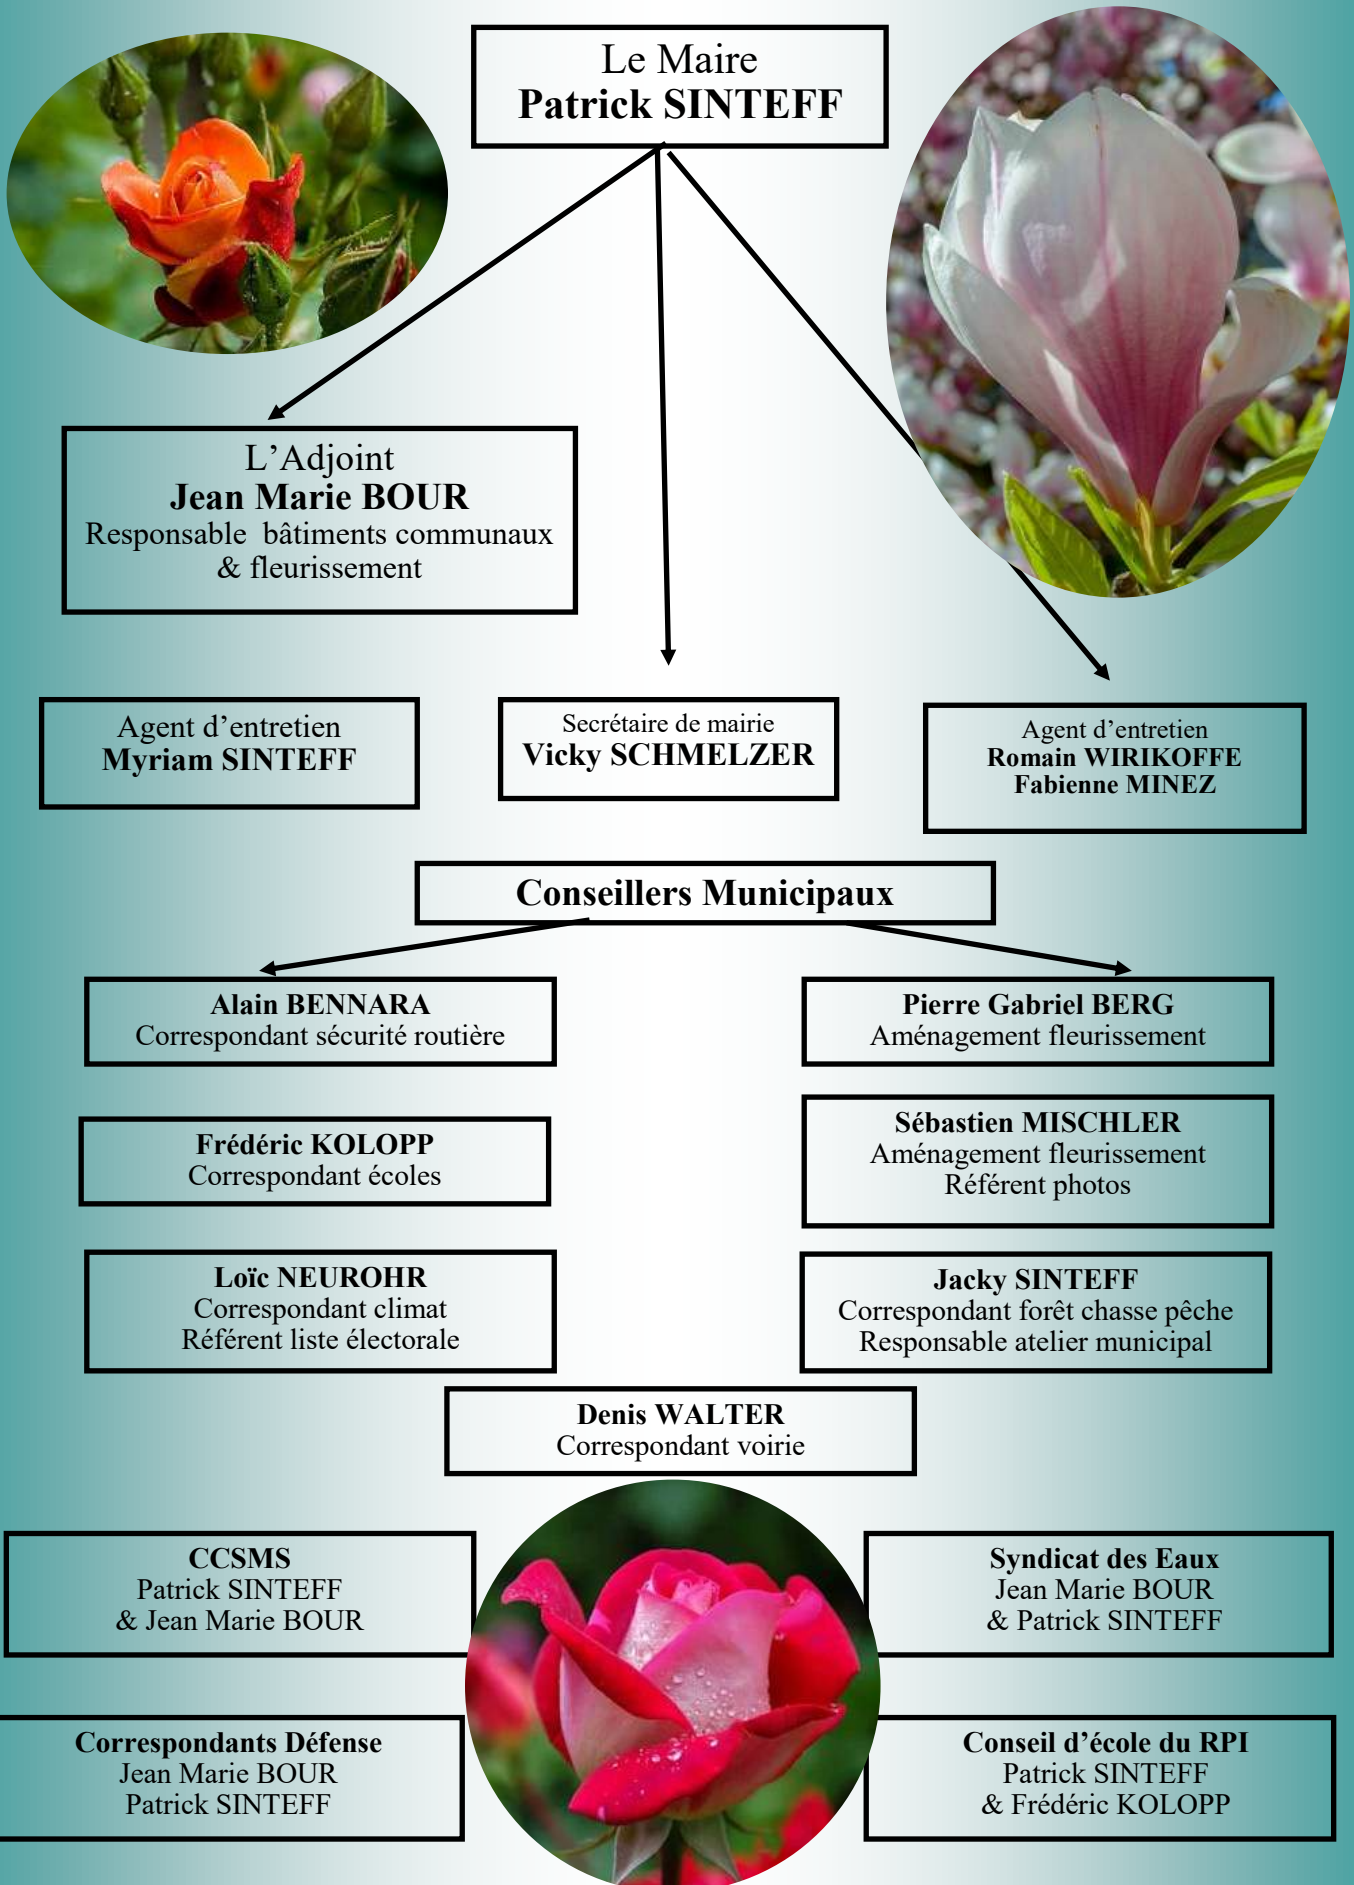 Le Maire
Patrick SINTEFF
L’Adjoint
Jean Marie BOUR
Responsable bâtiments communaux
& fleurissement
Agent d’entretien
Myriam SINTEFF
Secrétaire de mairie
Vicky SCHMELZER
Agent d’entretien
Romain WIRIKOFFE
Fabienne MINEZ
Conseillers Municipaux
Alain BENNARA
Correspondant sécurité routière
Pierre Gabriel BERG
Aménagement fleurissement
Frédéric KOLOPP
Correspondant écoles
Sébastien MISCHLER
Aménagement fleurissement
Référent photos
Loïc NEUROHR
Correspondant climat
Référent liste électorale
Jacky SINTEFF
Correspondant forêt chasse pêche
Responsable atelier municipal
Denis WALTER
Correspondant voirie
CCSMS
Patrick SINTEFF
& Jean Marie BOUR
Syndicat des Eaux
Jean Marie BOUR
& Patrick SINTEFF
Correspondants Défense
Jean Marie BOUR
Patrick SINTEFF
Conseil d’école du RPI
Patrick SINTEFF
& Frédéric KOLOPP